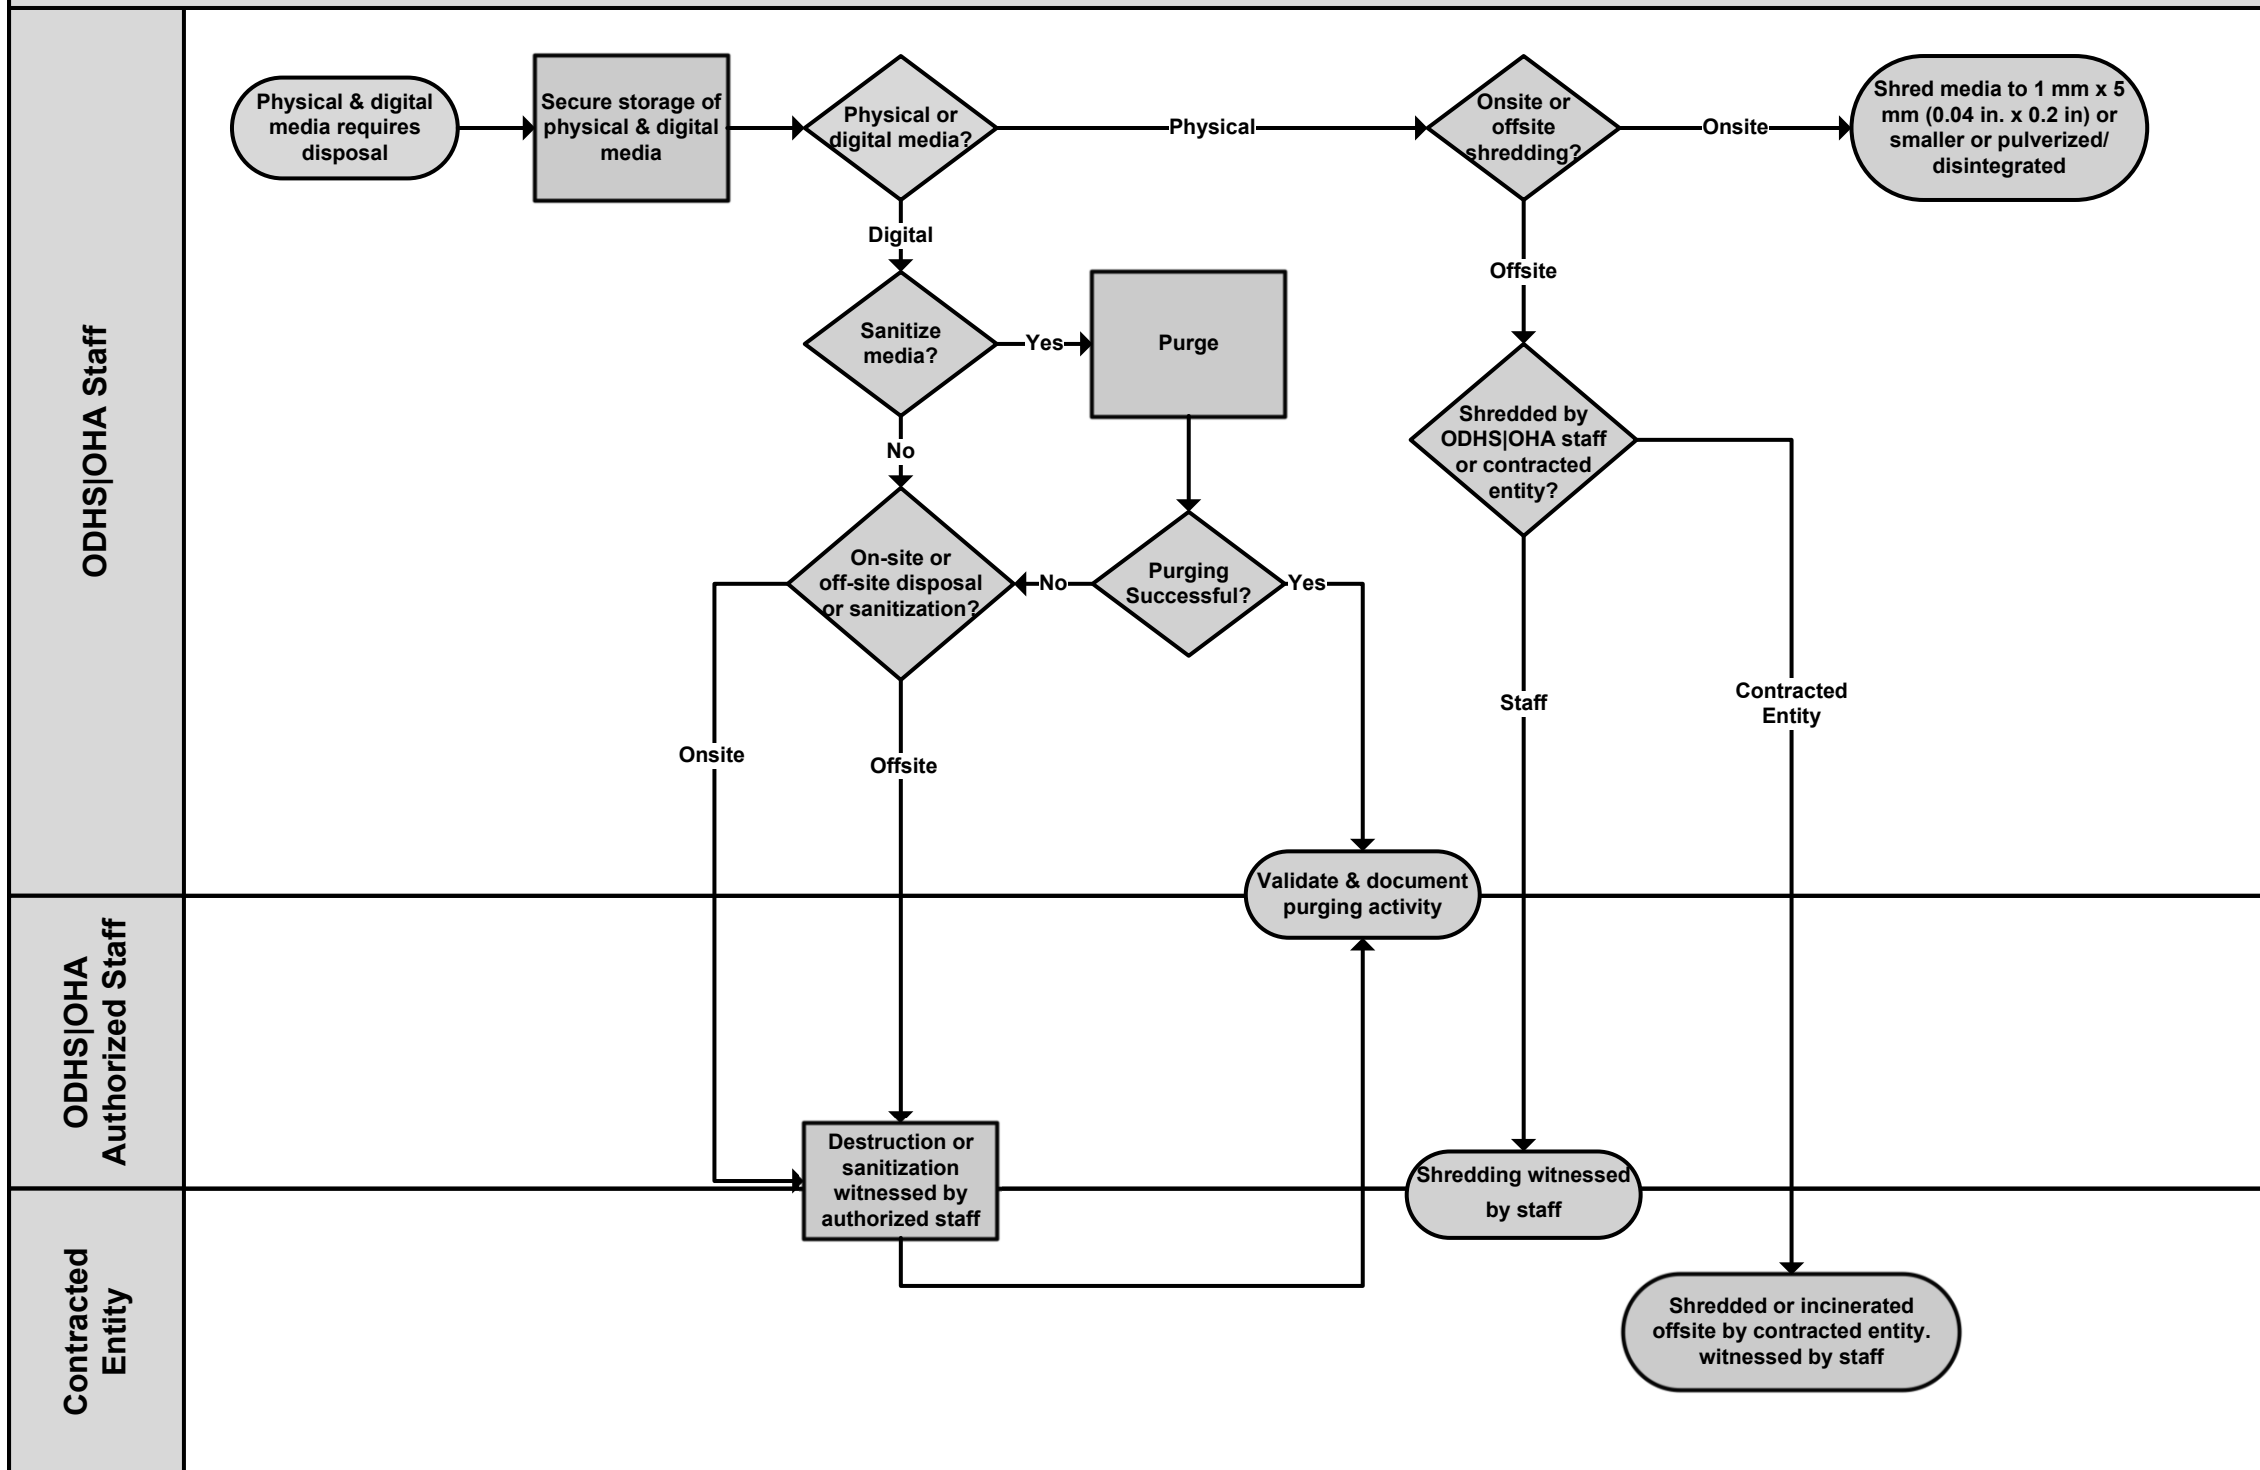 ODHS|OHA Staff
Physical & digital
media requires
disposal
Secure storage of
physical & digital
media
Physical or
digital media?
Physical
Onsite or
offsite
shredding?
Onsite
Shred media to 1 mm x 5
mm (0.04 in. x 0.2 in) or
smaller or pulverized/
disintegrated
Digital
Offsite
Sanitize
media?
Yes
Purge
No
Shredded by
ODHS|OHA staff
or contracted
entity?
On-site or
off-site disposal
or sanitization?
No
Purging
Successful?
Yes
Onsite
Offsite
Staff
Contracted
Entity
Validate & document
purging activity
ODHS|OHA
Authorized Staff
Destruction or
sanitization
witnessed by
authorized staff
Shredding witnessed
by staff
Contracted
Entity
Shredded or incinerated
offsite by contracted entity.
witnessed by staff